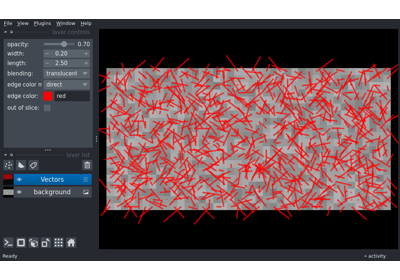 File View Plugins Window Help
layer controls
opacity: 0.70
width: 0.20
length: 2.50
blending: translucent
edge color m direct
edge color: red
out of slice:
layer list
Vectors
background
Ready
activity